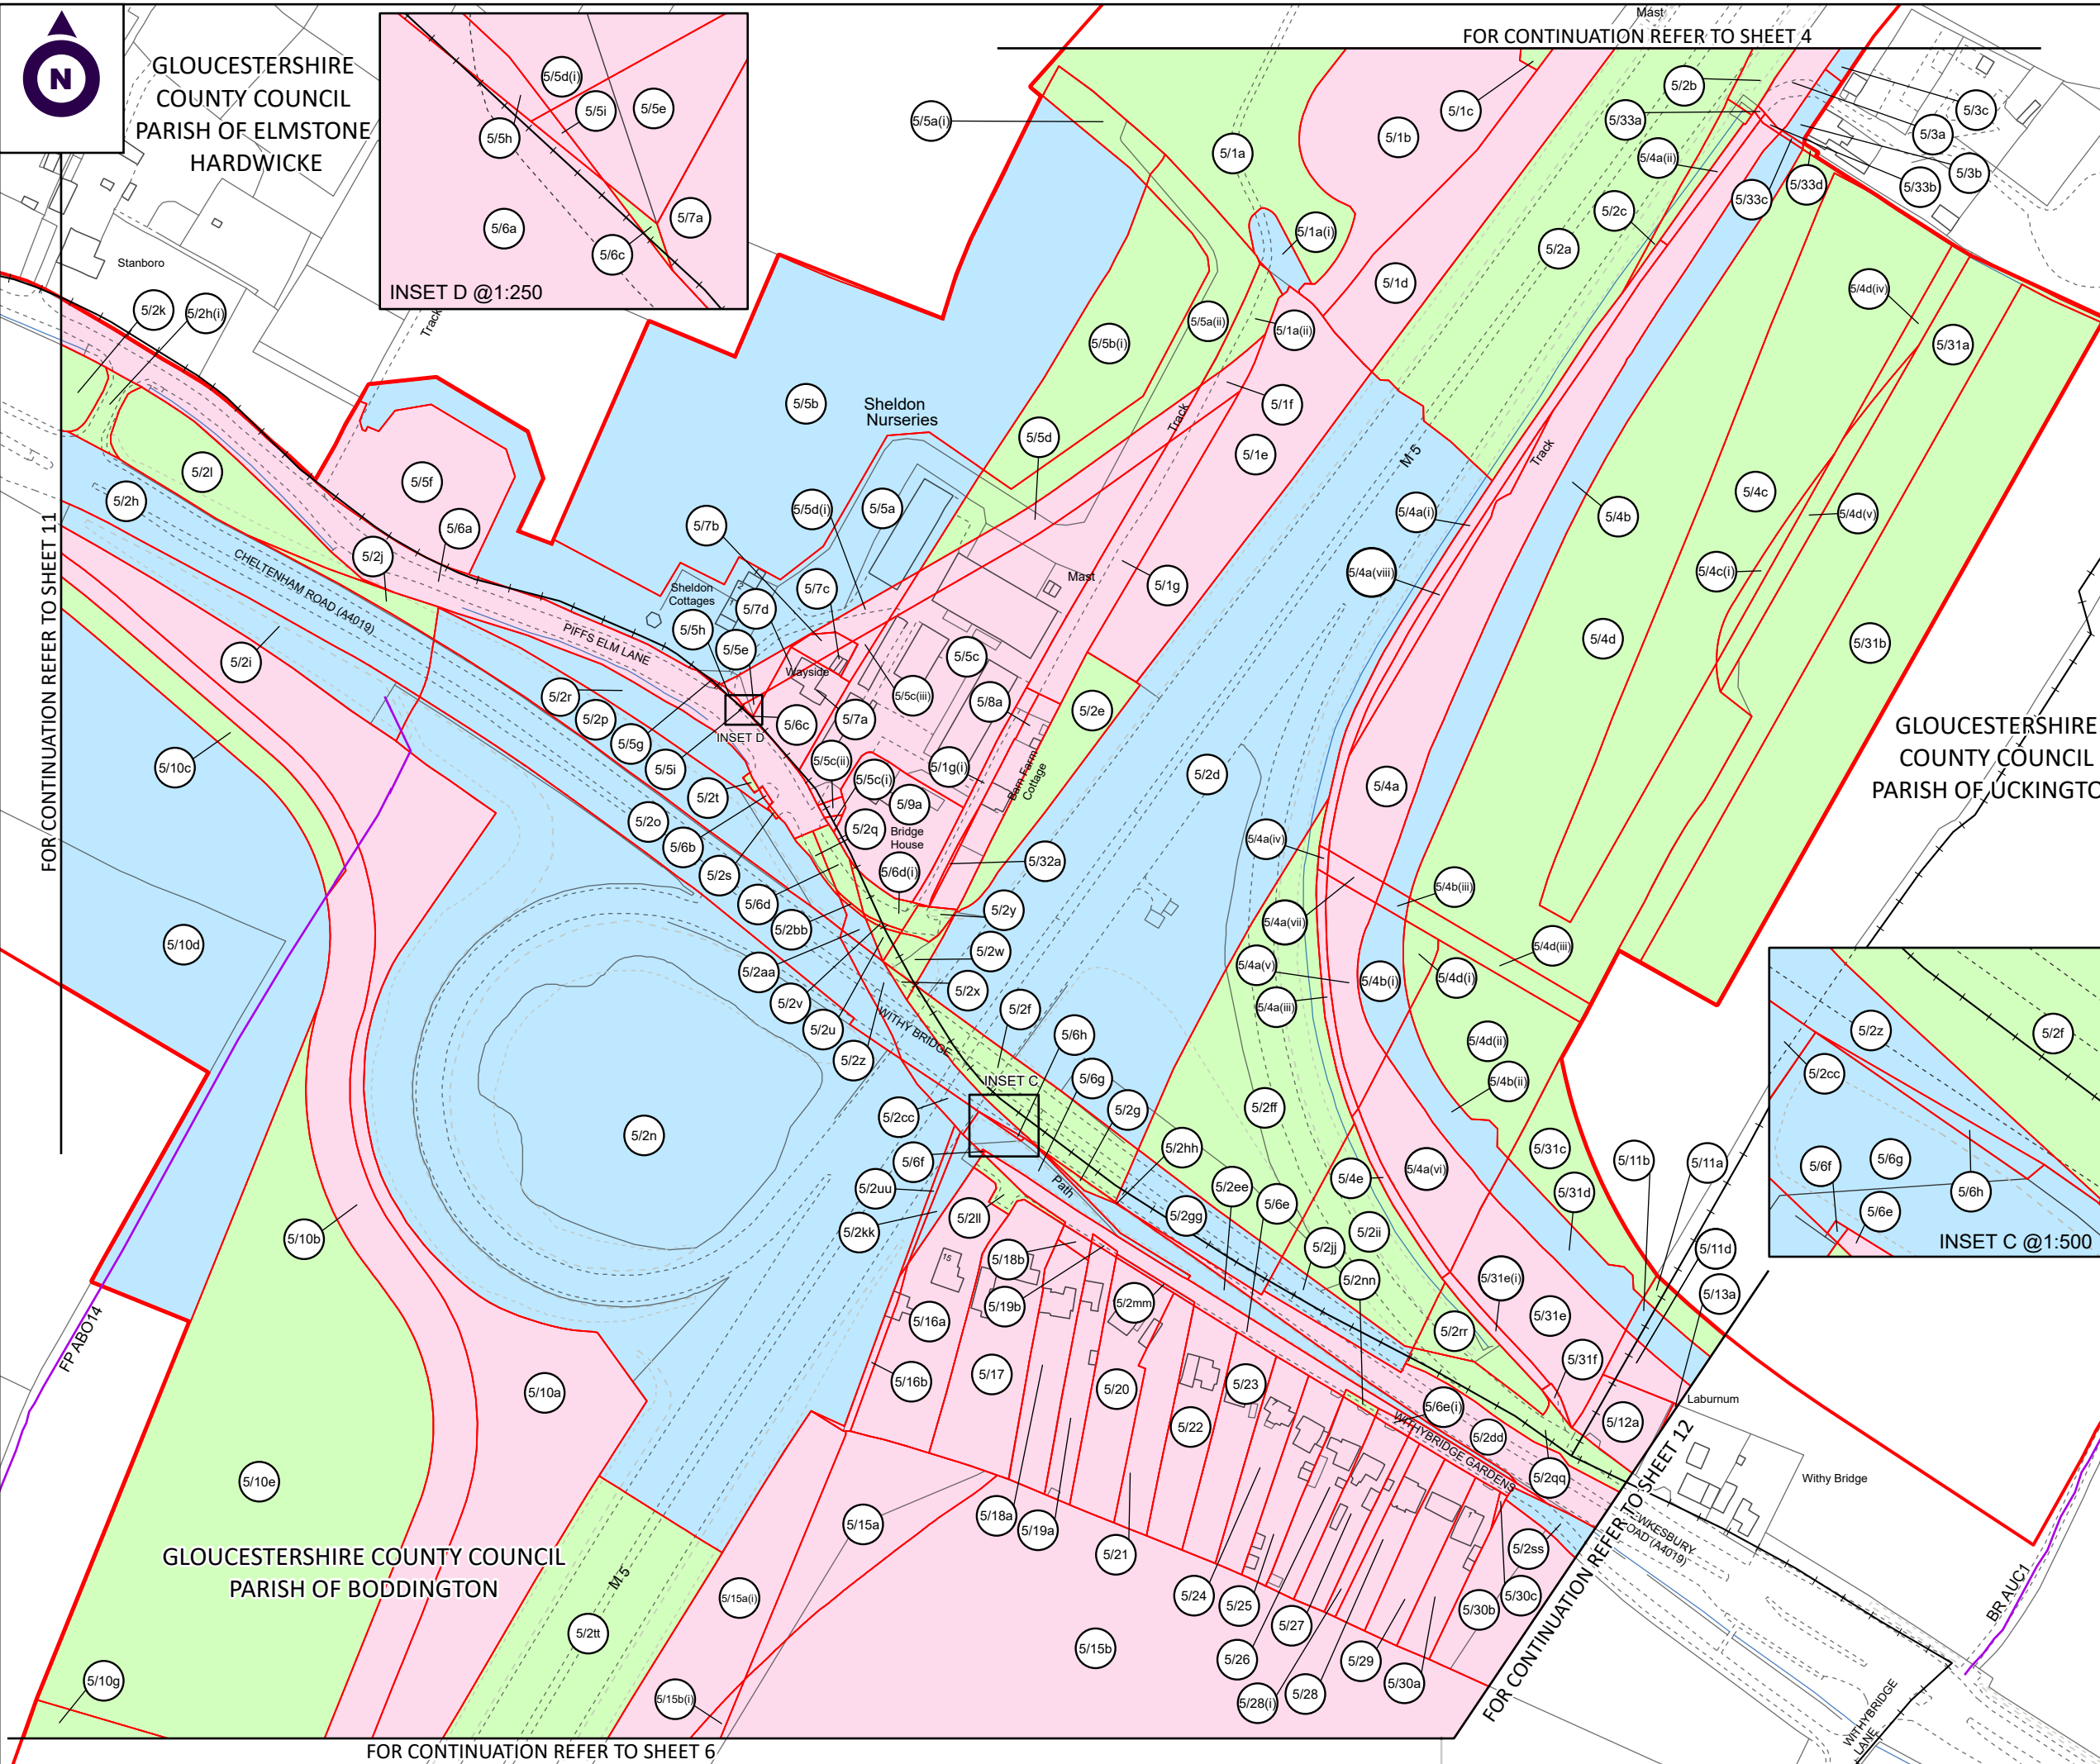 N
GLOUCESTERSHIRE
COUNTY COUNCIL
PARISH OF ELMSTONE
HARDWICKE
5/5d(i)
5/5i
5/5e
5/5h
5/7a
5/6a
5/6c
INSET D @1:250
Mast
FOR CONTINUATION REFER TO SHEET 4
5/5a(i)
5/1a
5/1b
5/1c
5/2b
5/33a
5/3c
5/3a
5/4a(ii)
5/3b
5/33b
5/33d
5/33c
5/2c
5/2a
5/1a(i)
5/1d
Stanboro
5/2k
5/2h(i)
Track
5/4d(iv)
5/5a(ii)
5/1a(ii)
5/5b(i)
5/31a
5/5b
Sheldon
Nurseries
5/1f
Track
5/5d
5/1e
M 5
Track
5/2l
5/5f
5/2h
5/6a
5/7b
5/5d(i)
5/5a
5/4a(i)
5/4b
5/4c
5/4d(v)
FOR CONTINUATION REFER TO SHEET 11
5/2j
CHELTENHAM ROAD (A4019)
Sheldon
Cottages
5/7c
Mast
5/1g
5/4a(viii)
5/4c(i)
5/7d
5/5h
5/5e
PIFFS ELM LANE
5/2i
5/5c
5/4d
5/31b
Wayside
5/2r
5/5c(iii)
5/8a
5/2p
5/7a
5/6c
5/2e
INSET D
5/5g
GLOUCESTERSHIRE
COUNTY COUNCIL
PARISH OF UCKINGTO
5/10c
5/5i
5/5c(ii)
5/5c(i)
5/1g(i)
Barn Farm
Cottage
5/2d
5/4a
5/2t
5/9a
5/2o
5/2q
Bridge
House
5/4a(iv)
5/6b
5/2s
5/6d(i)
5/32a
5/4b(iii)
5/6d
5/2y
5/2bb
5/4a(vii)
5/10d
5/2w
5/4d(iii)
5/2aa
5/4a(v)
5/4b(i)
5/4d(i)
5/2v
5/2x
5/4a(iii)
5/2u
WITHY BRIDGE
5/2f
5/6h
5/4d(ii)
5/2z
INSET C
5/6g
5/4b(ii)
5/2g
5/2z
5/2f
5/2cc
5/2cc
5/2ff
5/2n
5/6f
5/2hh
5/31c
5/11b
5/11a
5/6f
5/6g
5/2uu
Path
5/2ee
5/4e
5/4a(vi)
5/31d
5/6h
5/6e
5/2kk
5/2ll
5/2gg
5/6e
5/2ii
INSET C @1:500
5/10b
15
5/18b
5/2jj
5/11d
5/19b
5/2mm
5/2nn
5/31e(i)
5/13a
5/16a
5/31e
5/2rr
FP ABO14
5/31f
5/16b
5/17
5/20
5/23
Laburnum
5/10a
5/22
5/6e(i)
5/2dd
5/12a
WITHYBRIDGE GARDENS
Withy Bridge
5/10e
5/2qq
5/15a
5/18a
5/19a
FOR CONTINUATION REFER TO SHEET 12
TEWKESBURY
ROAD (A4019)
GLOUCESTERSHIRE COUNTY COUNCIL
PARISH OF BODDINGTON
5/21
5/2ss
M 5
5/15a(i)
5/24
5/25
5/30b
5/30c
BR AUC1
5/2tt
5/27
5/15b
5/26
5/29
5/10g
5/15b(i)
5/28(i)
5/28
5/30a
WITHYBRIDGE
LANE
FOR CONTINUATION REFER TO SHEET 6